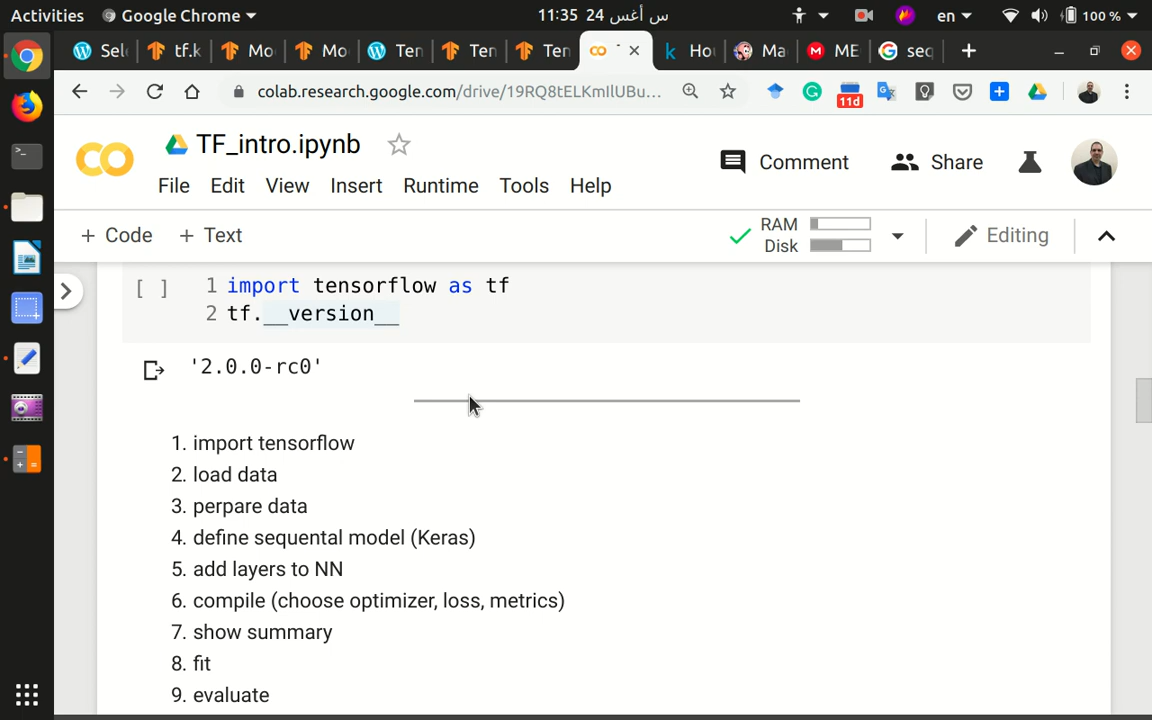 Activities Google Chrome 11:35 24 س أغس en 100 %
Sel tf.k Mo Mo Ten Ten Ten Hov Ma ME seq
colab.research.google.com/drive/19RQ8tELKmIlUBu... 11d
TF_intro.ipynb
Comment Share
File Edit View Insert Runtime Tools Help
+ Code + Text RAM Disk Editing
[ ] 1 import tensorflow as tf
2 tf.__version__
'2.0.0-rc0'
1. import tensorflow
2. load data
3. perpare data
4. define sequental model (Keras)
5. add layers to NN
6. compile (choose optimizer, loss, metrics)
7. show summary
8. fit
9. evaluate